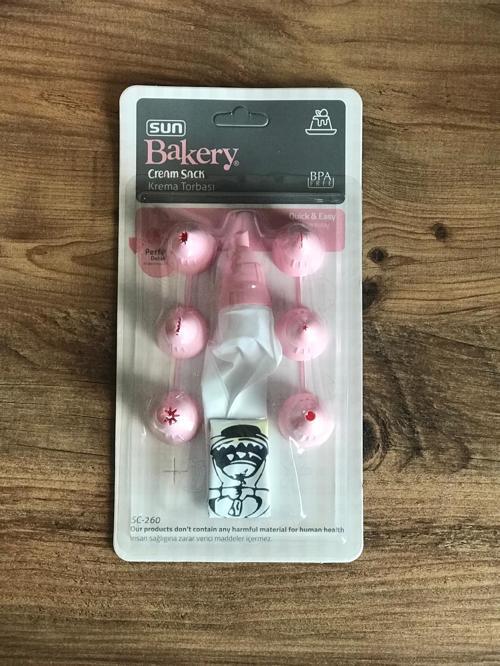 sun
Bakery®
Cream Sack
Krema Torbası
BPA
FREE
Quick & Easy
Perfe
SC-260
Our products don't contain any harmful material for human health
İnsan sağlığına zarar verici maddeler içermez.